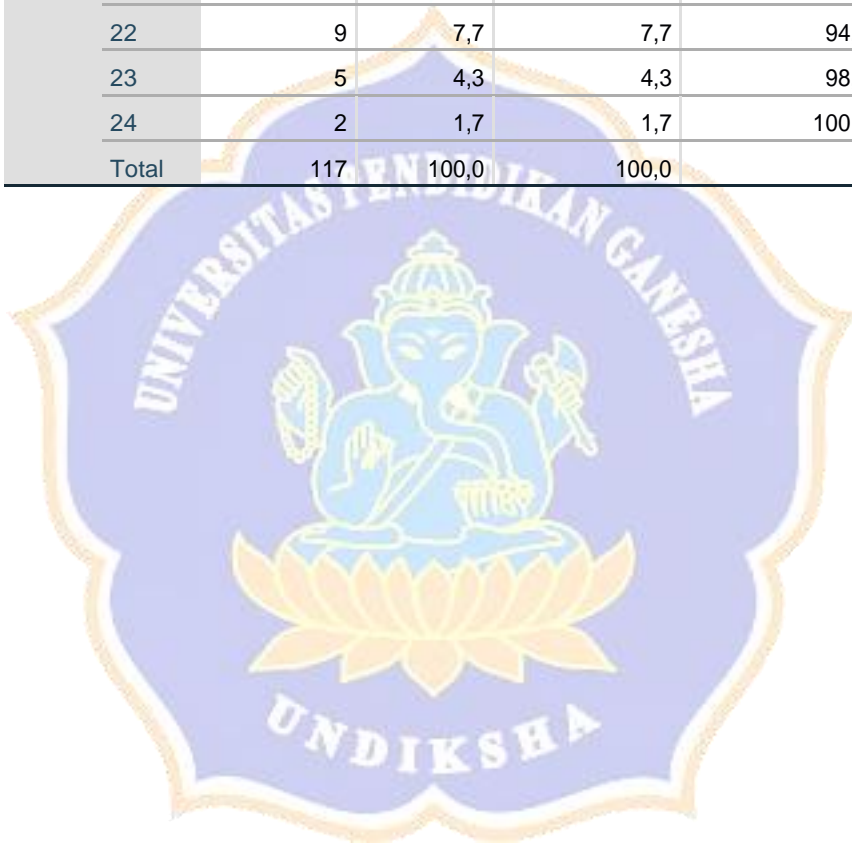 22 9 7,7 7,7 94
23 5 4,3 4,3 98
24 2 1,7 1,7 100
Total 117 100,0 100,0
UNIVERSITAS PENDIDIKAN GANESHA
UNDIKSHA